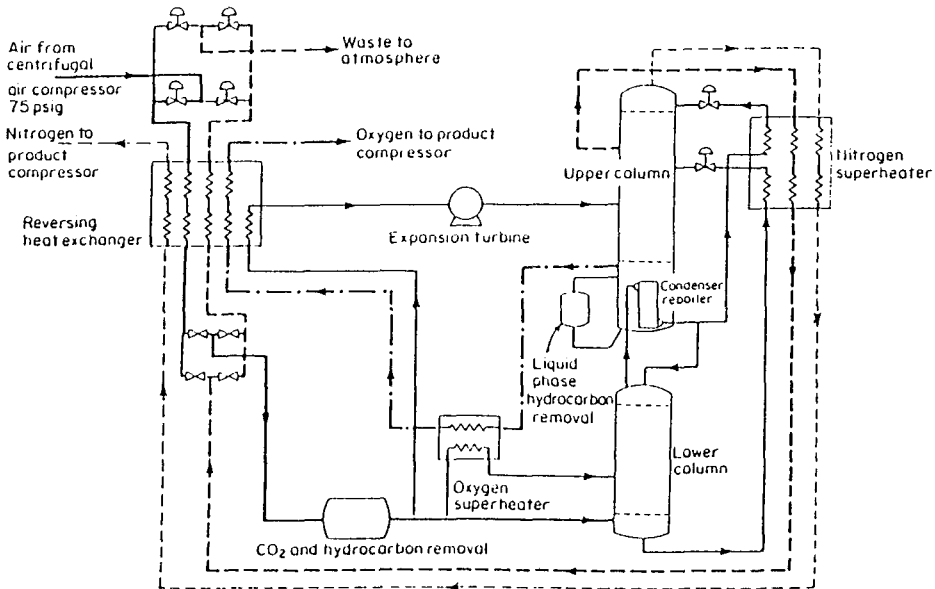 Air from
centrifugal
air compressor
75 psig
Waste to
atmosphere
Nitrogen to
product
compressor
Oxygen to product
compressor
Upper column
Nitrogen
superheater
Reversing
heat exchanger
Expansion turbine
Condenser
reboiler
Liquid
phase
hydrocarbon
removal
Lower
column
Oxygen
superheater
CO₂ and hydrocarbon removal